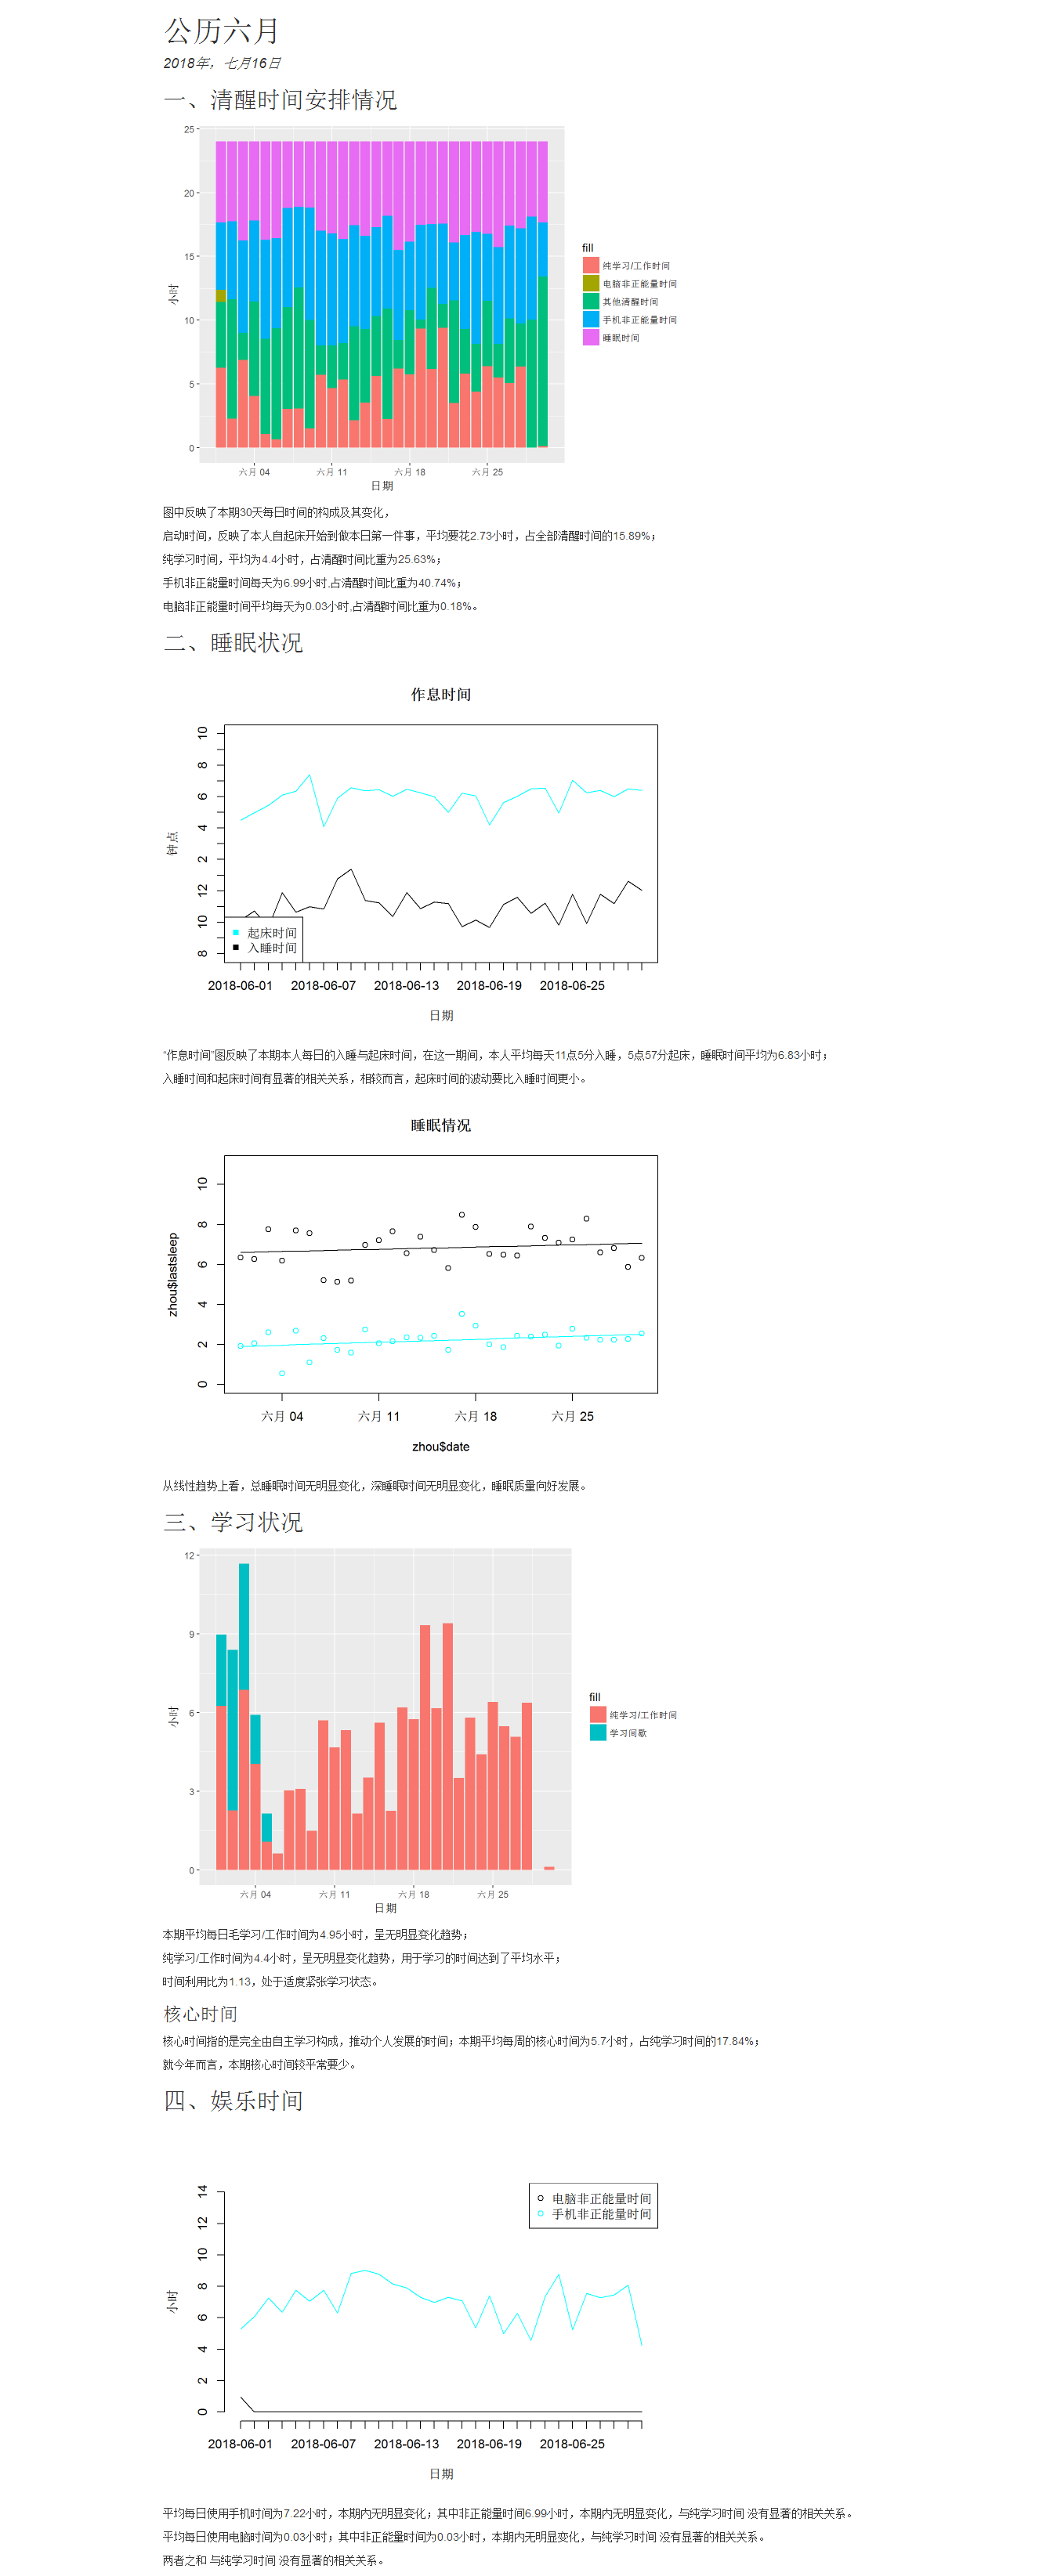 公历六月
2018年，七月16日
一、清醒时间安排情况
25
20
15
10
5
0
小时
六月 04
六月 11
六月 18
六月 25
日期
fill
纯学习/工作时间
电脑非正能量时间
其他清醒时间
手机非正能量时间
睡眠时间
图中反映了本期30天每日时间的构成及其变化，
启动时间，反映了本人自起床开始到做本日第一件事，平均要花2.73小时，占全部清醒时间的15.89%；
纯学习时间，平均为4.4小时，占清醒时间比重为25.63%；
手机非正能量时间每天为6.99小时,占清醒时间比重为40.74%；
电脑非正能量时间平均每天为0.03小时,占清醒时间比重为0.18%。
二、睡眠状况
作息时间
10
8
6
4
2
12
10
8
钟点
起床时间
入睡时间
2018-06-01
2018-06-07
2018-06-13
2018-06-19
2018-06-25
日期
“作息时间”图反映了本期本人每日的入睡与起床时间，在这一期间，本人平均每天11点5分入睡，5点57分起床，睡眠时间平均为6.83小时；
入睡时间和起床时间有显著的相关关系，相较而言，起床时间的波动要比入睡时间更小。
睡眠情况
10
8
6
4
2
0
zhou$lastsleep
六月 04
六月 11
六月 18
六月 25
zhou$date
从线性趋势上看，总睡眠时间无明显变化，深睡眠时间无明显变化，睡眠质量向好发展。
三、学习状况
12
9
6
3
0
小时
六月 04
六月 11
六月 18
六月 25
日期
fill
纯学习/工作时间
学习间歇
本期平均每日毛学习/工作时间为4.95小时，呈无明显变化趋势；
纯学习/工作时间为4.4小时，呈无明显变化趋势，用于学习的时间达到了平均水平；
时间利用比为1.13，处于适度紧张学习状态。
核心时间
核心时间指的是完全由自主学习构成，推动个人发展的时间；本期平均每周的核心时间为5.7小时，占纯学习时间的17.84%；
就今年而言，本期核心时间较平常要少。
四、娱乐时间
14
12
10
8
6
4
2
0
小时
电脑非正能量时间
手机非正能量时间
2018-06-01
2018-06-07
2018-06-13
2018-06-19
2018-06-25
日期
平均每日使用手机时间为7.22小时，本期内无明显变化；其中非正能量时间6.99小时，本期内无明显变化，与纯学习时间 没有显著的相关关系。
平均每日使用电脑时间为0.03小时；其中非正能量时间为0.03小时，本期内无明显变化，与纯学习时间 没有显著的相关关系。
两者之和 与纯学习时间 没有显著的相关关系。